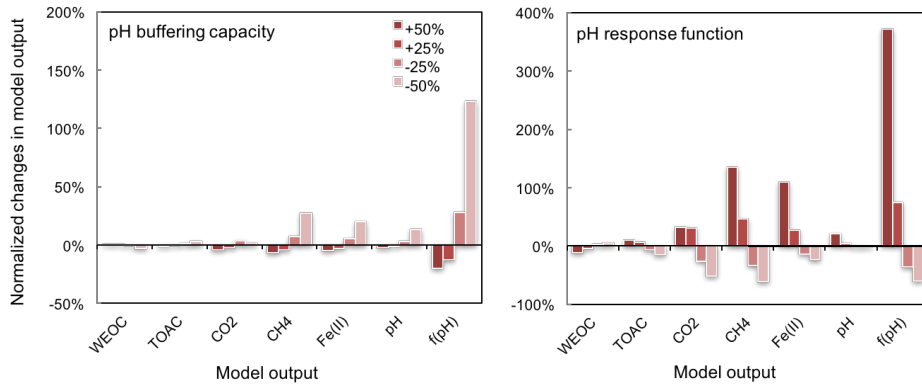 Normalized changes in model output
pH buffering capacity
+50%
+25%
-25%
-50%
200%
150%
100%
50%
0%
-50%
WEOC
TOAC
CO2
CH4
Fe(II)
pH
f(pH)
Model output
pH response function
400%
300%
200%
100%
0%
-100%
WEOC
TOAC
CO2
CH4
Fe(II)
pH
f(pH)
Model output